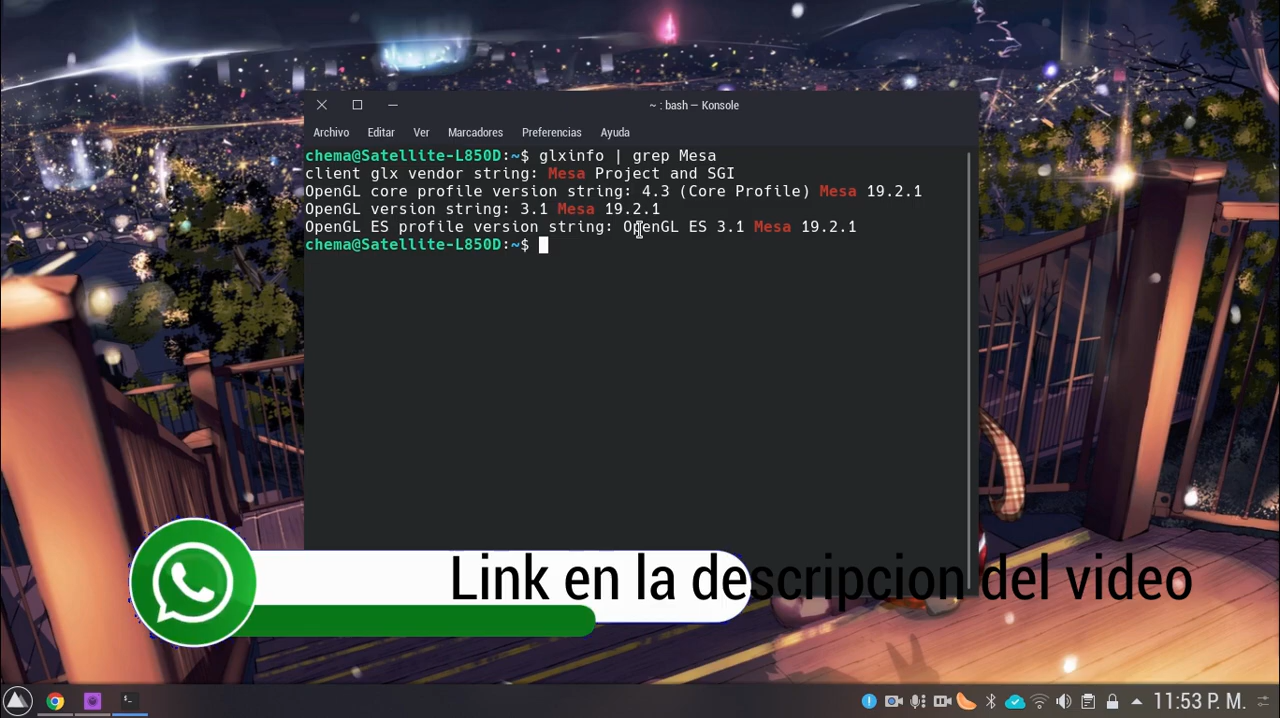 ~ : bash — Konsole
Archivo Editar Ver Marcadores Preferencias Ayuda
chema@Satellite-L850D:~$ glxinfo | grep Mesa
client glx vendor string: Mesa Project and SGI
OpenGL core profile version string: 4.3 (Core Profile) Mesa 19.2.1
OpenGL version string: 3.1 Mesa 19.2.1
OpenGL ES profile version string: OpenGL ES 3.1 Mesa 19.2.1
chema@Satellite-L850D:~$
Link en la descripcion del video
11:53 P. M.